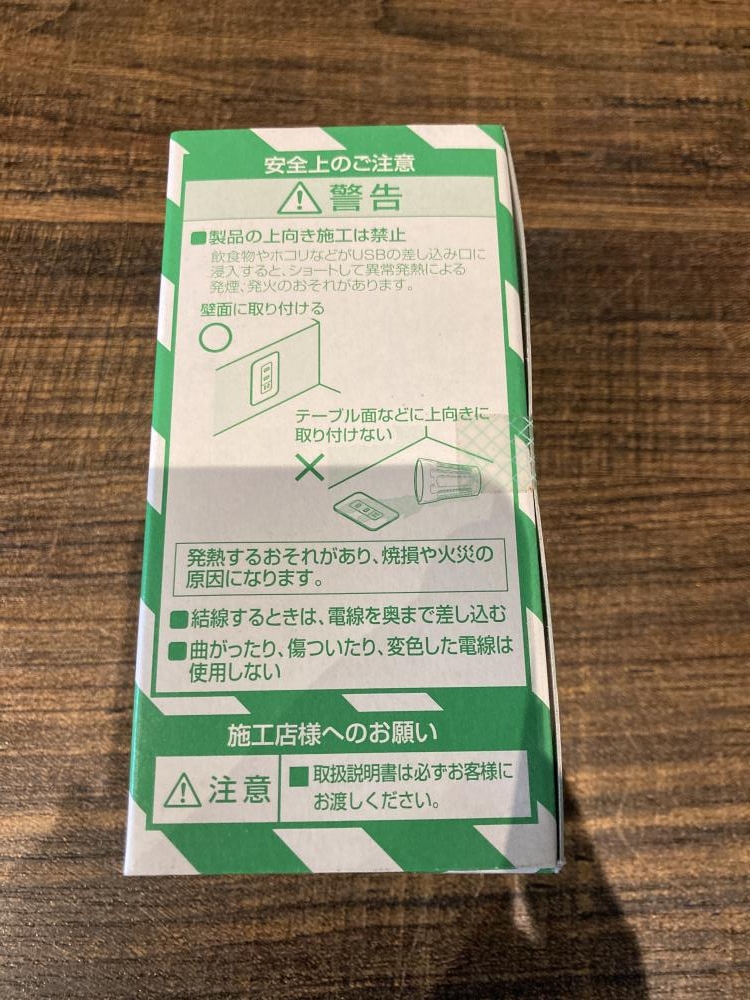 安全上のご注意
警告
■製品の上向き施工は禁止
飲食物やホコリなどがUSBの差し込み口に
浸入すると、ショートして異常発熱による
発煙、発火のおそれがあります。
壁面に取り付ける
テーブル面などに上向きに
取り付けない
発熱するおそれがあり、焼損や火災の
原因になります。
■結線するときは、電線を奥まで差し込む
■曲がったり、傷ついたり、変色した電線は
使用しない
施工店様へのお願い
注意
■取扱説明書は必ずお客様に
お渡しください。